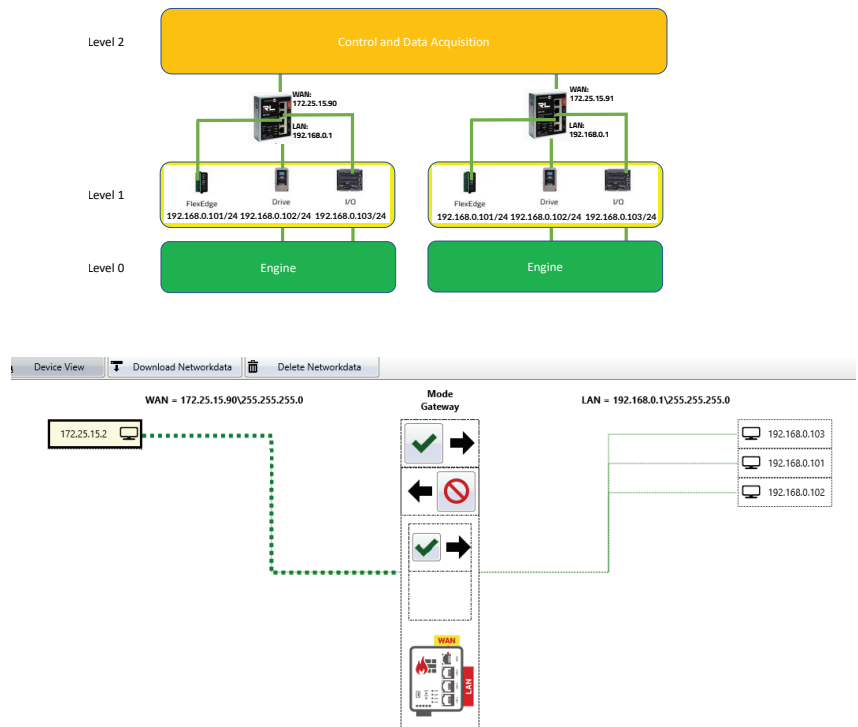 Level 2
Control and Data Acquisition
WAN:
172.25.15.90
RL
LAN:
192.168.0.1
WAN:
172.25.15.91
RL
LAN:
192.168.0.1
Level 1
FlexEdge
Drive
I/O
192.168.0.101/24 192.168.0.102/24 192.168.0.103/24
FlexEdge
Drive
I/O
192.168.0.101/24 192.168.0.102/24 192.168.0.103/24
Level 0
Engine
Engine
Device View
Download Networkdata
Delete Networkdata
WAN = 172.25.15.90\255.255.255.0
Mode
Gateway
LAN = 192.168.0.1\255.255.255.0
172.25.15.2
192.168.0.103
192.168.0.101
192.168.0.102
WAN
LAN